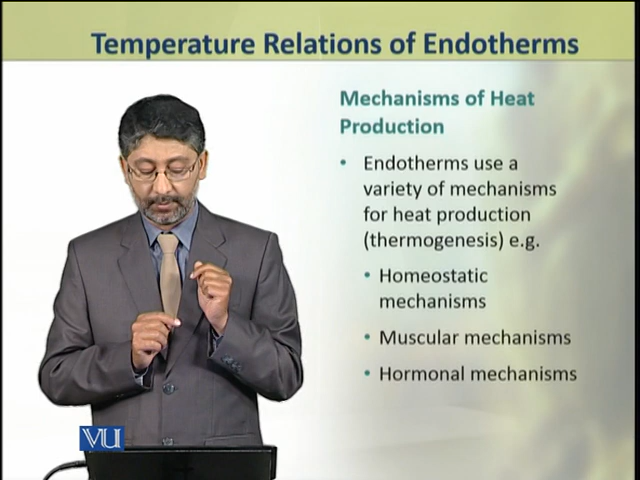 Temperature Relations of Endotherms
Mechanisms of Heat
Production
• Endotherms use a
variety of mechanisms
for heat production
(thermogenesis) e.g.
• Homeostatic
mechanisms
• Muscular mechanisms
• Hormonal mechanisms
VU